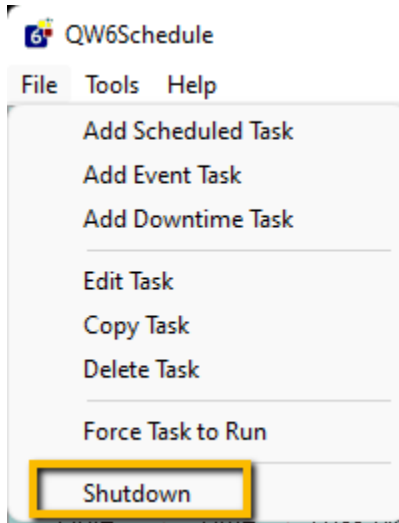 QW6Schedule
File Tools Help
Add Scheduled Task
Add Event Task
Add Downtime Task
Edit Task
Copy Task
Delete Task
Force Task to Run
Shutdown